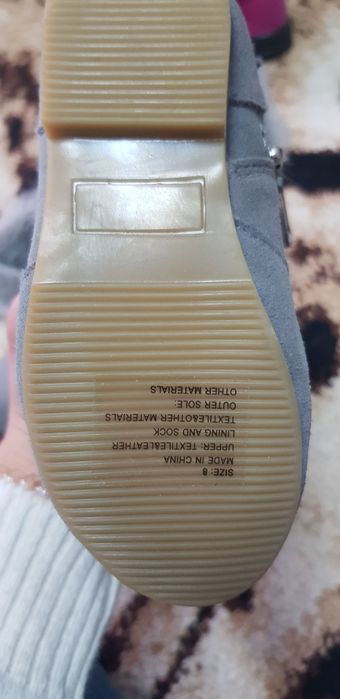 SIZE: 8
MADE IN CHINA
UPPER: TEXTILE&LEATHER
LINING AND SOCK
TEXTILE&OTHER MATERIALS
OUTER SOLE:
OTHER MATERIALS